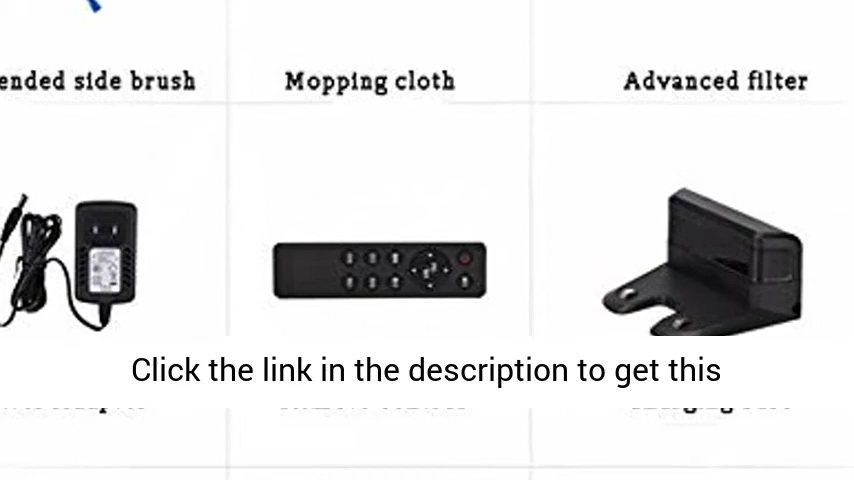 ended side brush Mopping cloth Advanced filter
Click the link in the description to get this